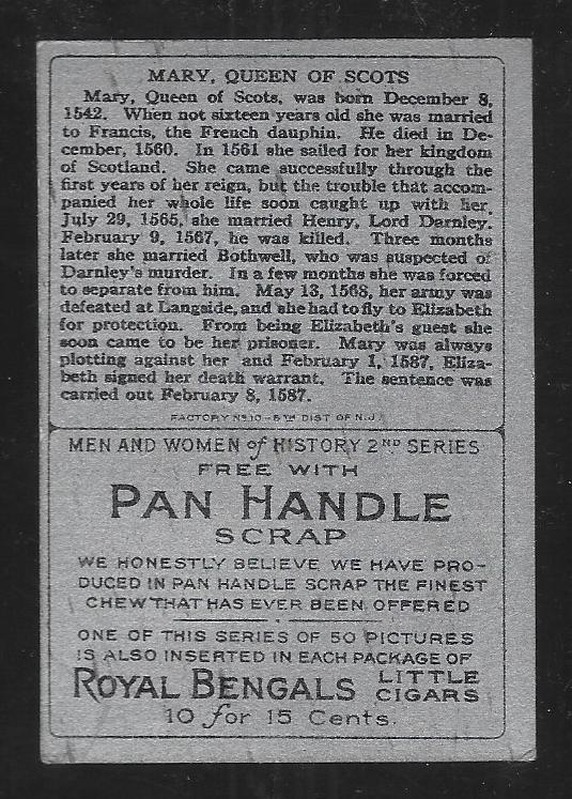 MARY, QUEEN OF SCOTS
Mary, Queen of Scots, was born December 8,
1542. When not sixteen years old she was married
to Francis, the French dauphin. He died in De-
cember, 1560. In 1561 she sailed for her kingdom
of Scotland. She came successfully through the
first years of her reign, but the trouble that accom-
panied her whole life soon caught up with her.
July 29, 1565, she married Henry, Lord Darnley.
February 9, 1567, he was killed. Three months
later she married Bothwell, who was suspected of
Darnley's murder. In a few months she was forced
to separate from him. May 13, 1568, her army was
defeated at Langside, and she had to fly to Elizabeth
for protection. From being Elizabeth's guest she
soon came to be her prisoner. Mary was always
plotting against her and February 1, 1587, Eliza-
beth signed her death warrant. The sentence was
carried out February 8, 1587.
FACTORY Nº 10 - 5TH DIST OF N.J.
MEN AND WOMEN of HISTORY 2ND SERIES
FREE WITH
PAN HANDLE
SCRAP
WE HONESTLY BELIEVE WE HAVE PRO-
DUCED IN PAN HANDLE SCRAP THE FINEST
CHEW THAT HAS EVER BEEN OFFERED
ONE OF THIS SERIES OF 50 PICTURES
IS ALSO INSERTED IN EACH PACKAGE OF
ROYAL BENGALS LITTLE CIGARS
10 for 15 Cents.